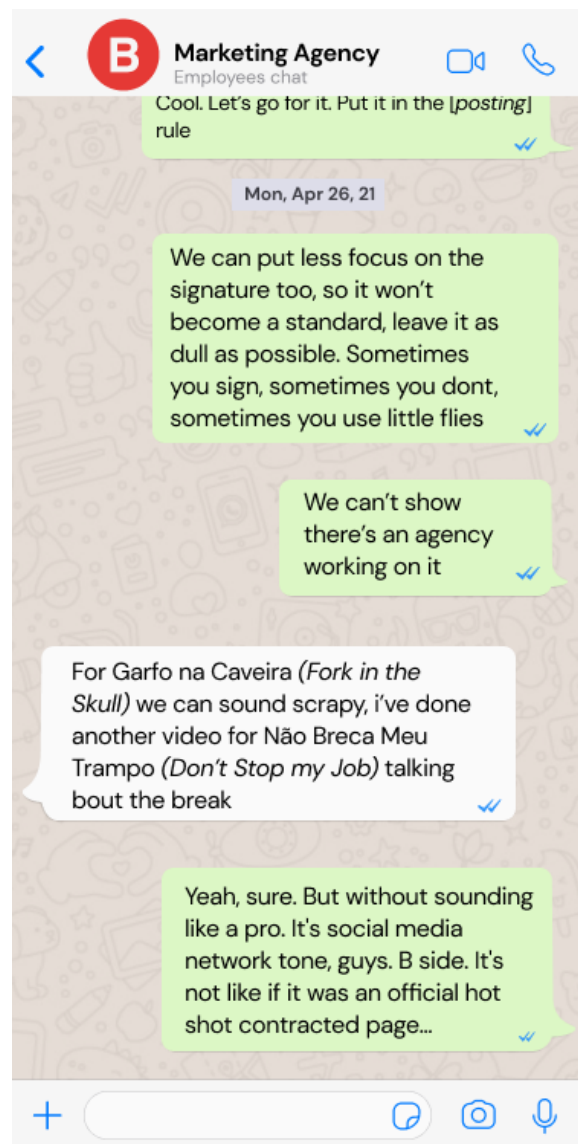 B
Marketing Agency
Employees chat
Cool. Let's go for it. Put it in the [posting]
rule
Mon, Apr 26, 21
We can put less focus on the
signature too, so it won't
become a standard, leave it as
dull as possible. Sometimes
you sign, sometimes you dont,
sometimes you use little flies
We can't show
there's an agency
working on it
For Garfo na Caveira (Fork in the
Skull) we can sound scrapy, i've done
another video for Não Breca Meu
Trampo (Don't Stop my Job) talking
bout the break
Yeah, sure. But without sounding
like a pro. It's social media
network tone, guys. B side. It's
not like if it was an official hot
shot contracted page...